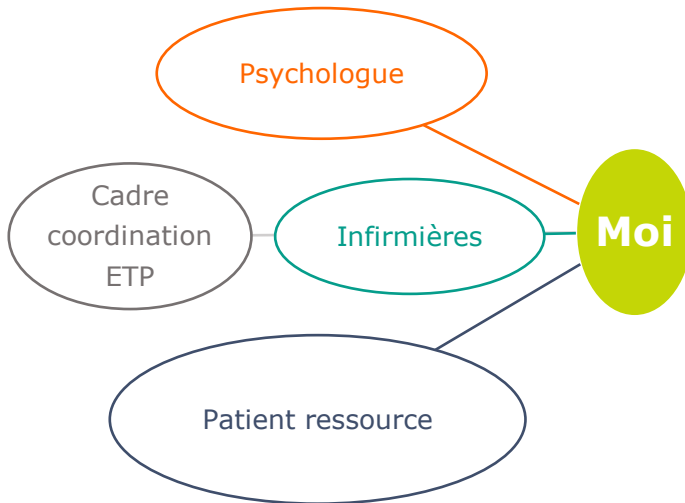 Psychologue
Cadre
coordination
ETP
Infirmières
Moi
Patient ressource